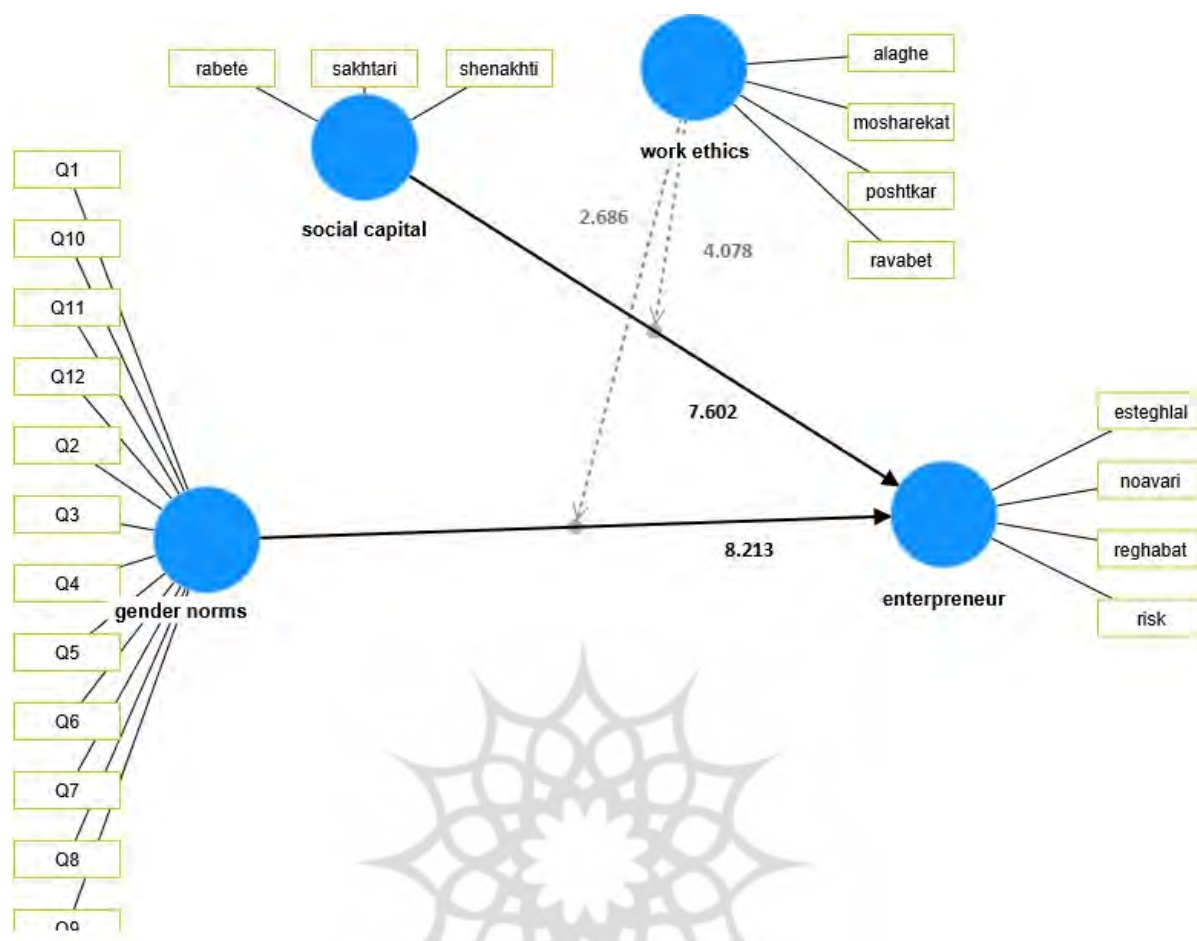 rabete
sakhtari
shenakhti
alaghe
mosharekat
poshtkar
ravabet
work ethics
social capital
2.686
4.078
Q1
Q10
Q11
Q12
Q2
Q3
Q4
Q5
Q6
Q7
Q8
Q9
gender norms
7.602
8.213
esteghlal
noavari
reghabat
risk
enterpreneur